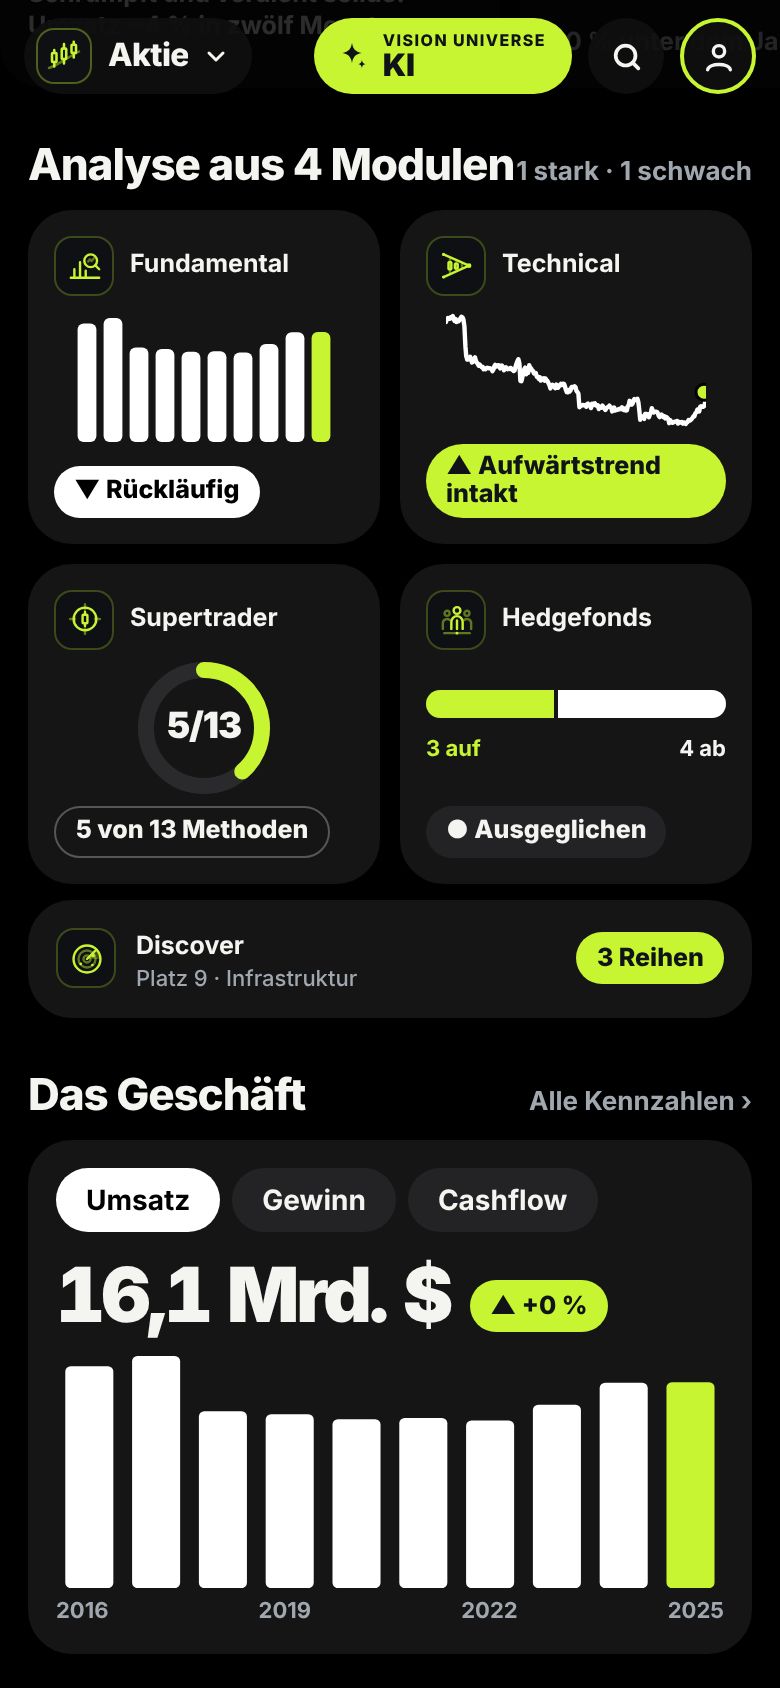 Aktie
VISION UNIVERSE
KI
Analyse aus 4 Modulen
1 stark · 1 schwach
Fundamental
Technical
▼ Rückläufig
▲ Aufwärtstrend
intakt
Supertrader
Hedgefonds
5/13
3 auf
4 ab
5 von 13 Methoden
● Ausgeglichen
Discover
Platz 9 · Infrastruktur
3 Reihen
Das Geschäft
Alle Kennzahlen ›
Umsatz
Gewinn
Cashflow
16,1 Mrd. $
▲ +0 %
2016
2019
2022
2025